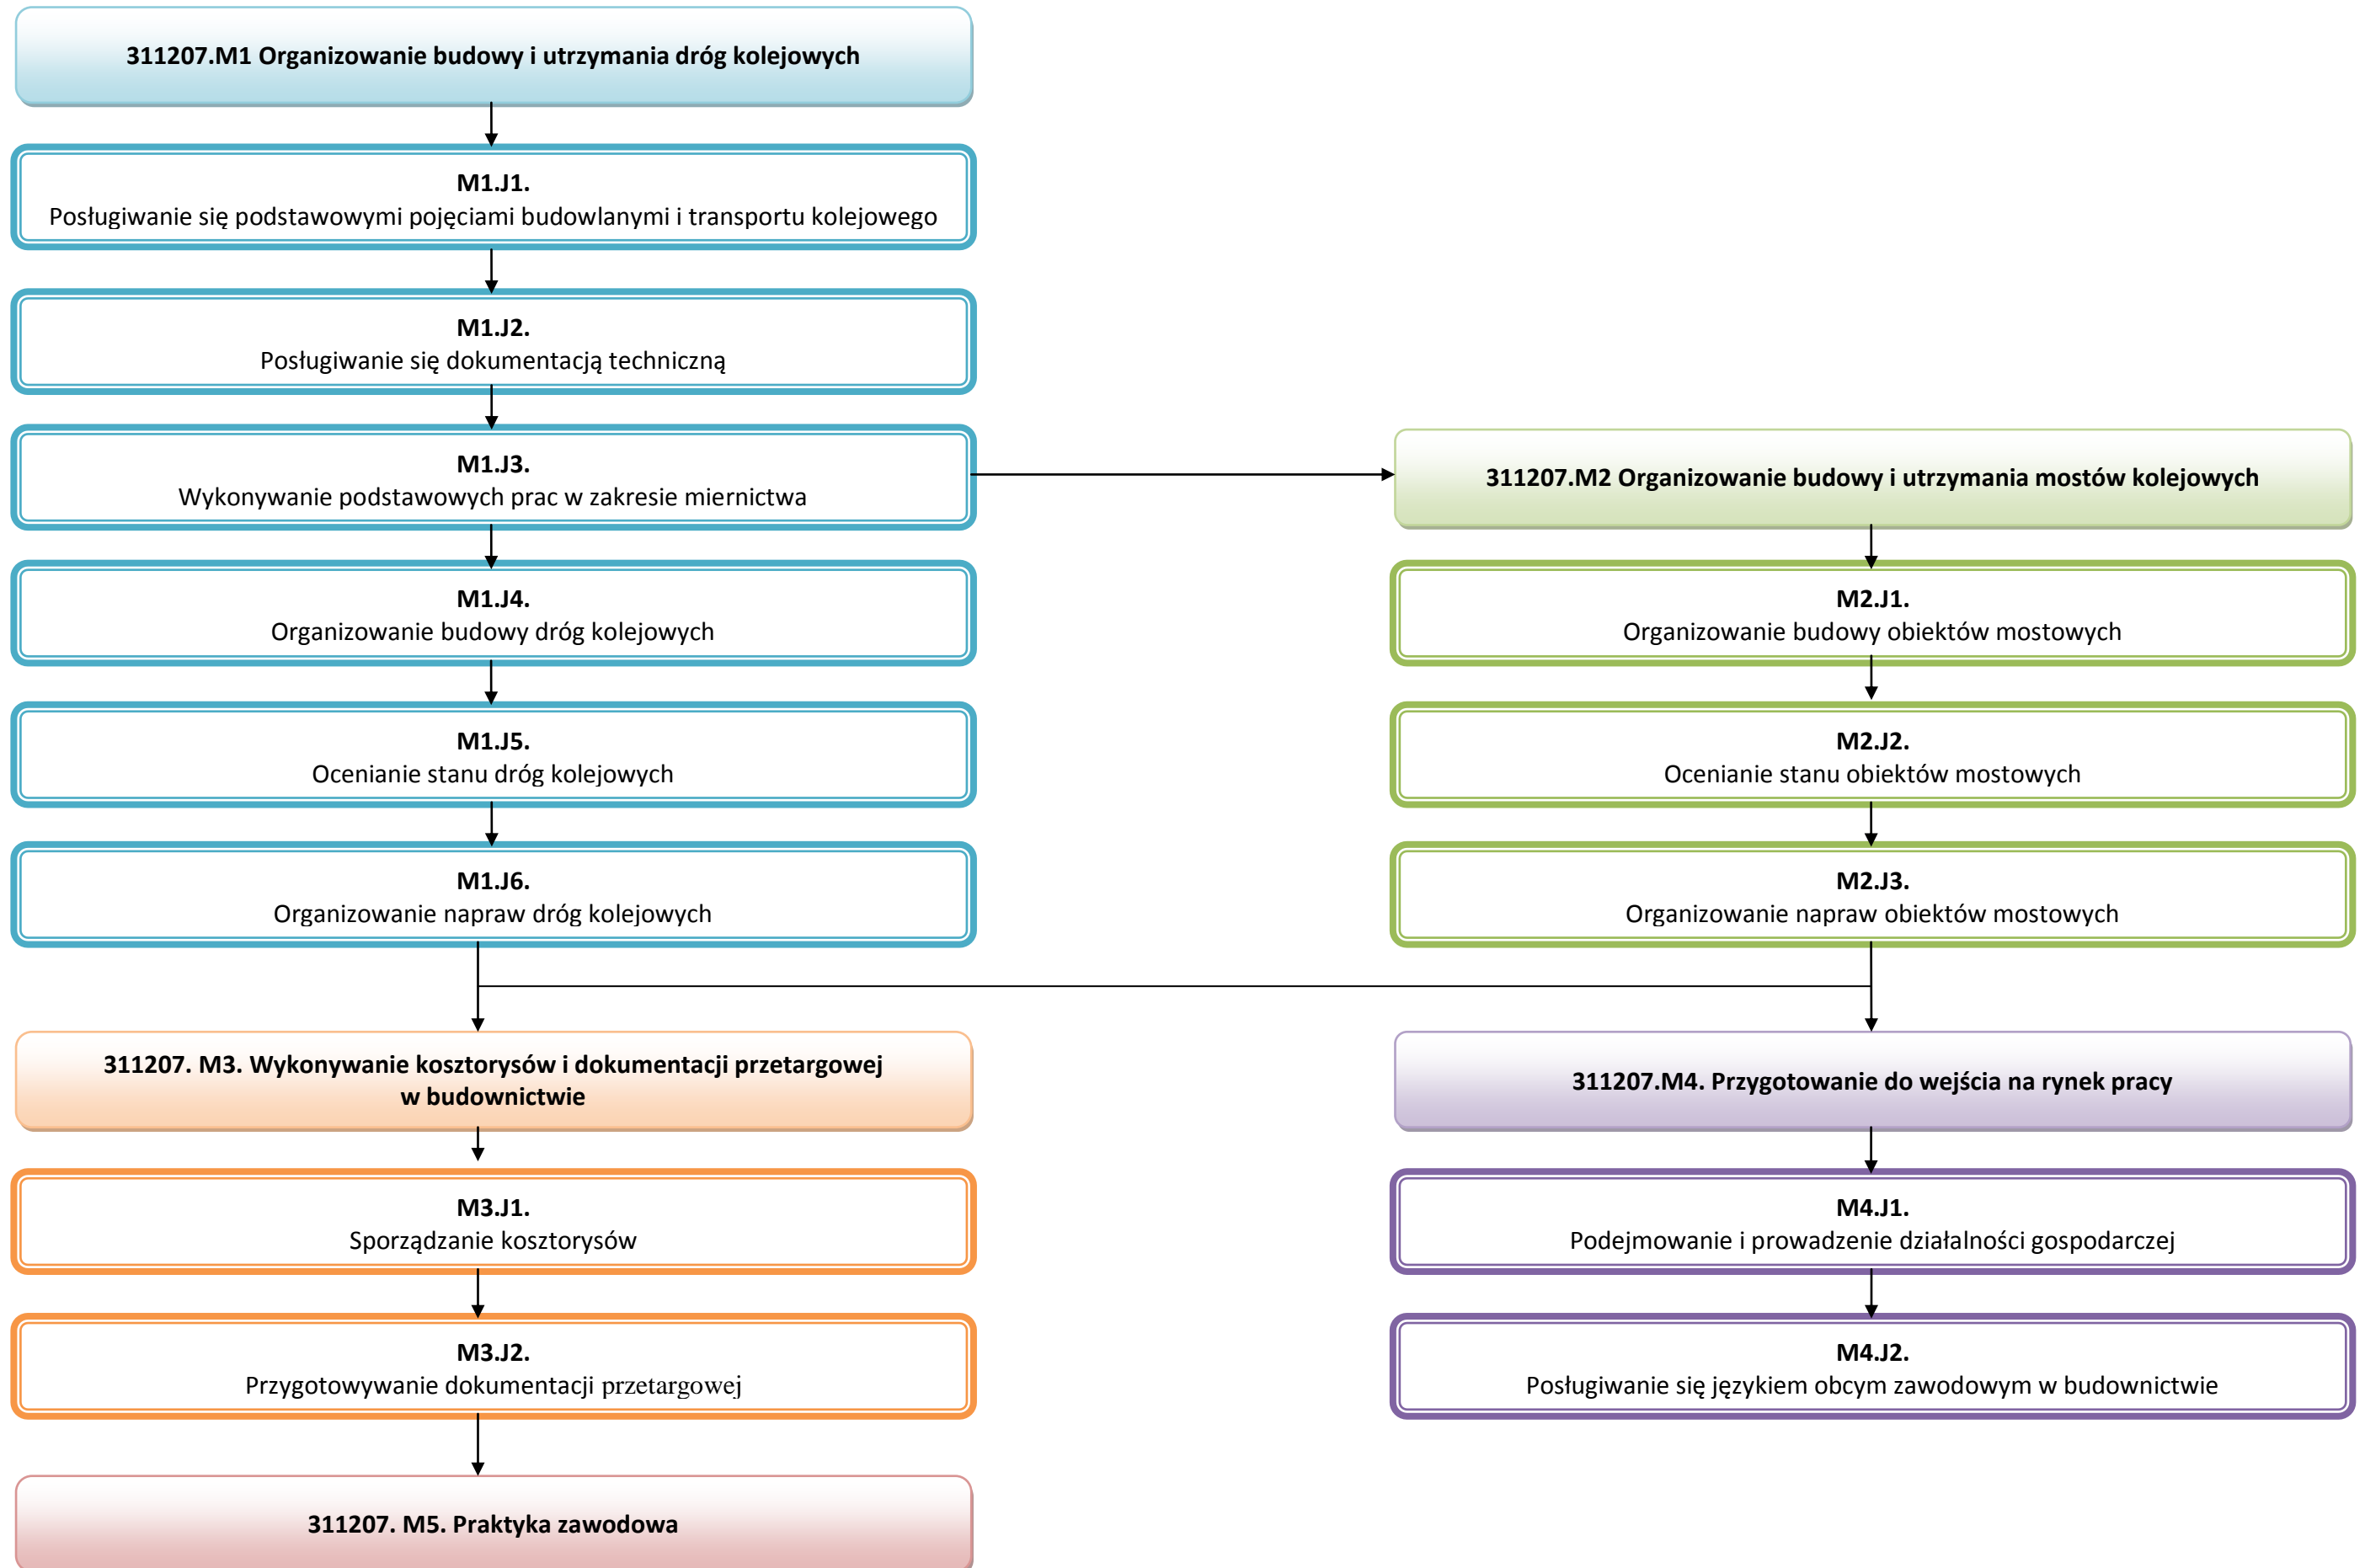 311207.M1 Organizowanie budowy i utrzymania dróg kolejowych
M1.J1.
Posługiwanie się podstawowymi pojęciami budowlanymi i transportu kolejowego
M1.J2.
Posługiwanie się dokumentacją techniczną
M1.J3.
Wykonywanie podstawowych prac w zakresie miernictwa
M1.J4.
Organizowanie budowy dróg kolejowych
M1.J5.
Ocenianie stanu dróg kolejowych
M1.J6.
Organizowanie napraw dróg kolejowych
311207.M2 Organizowanie budowy i utrzymania mostów kolejowych
M2.J1.
Organizowanie budowy obiektów mostowych
M2.J2.
Ocenianie stanu obiektów mostowych
M2.J3.
Organizowanie napraw obiektów mostowych
311207. M3. Wykonywanie kosztorysów i dokumentacji przetargowej
w budownictwie
M3.J1.
Sporządzanie kosztorysów
M3.J2.
Przygotowywanie dokumentacji przetargowej
311207.M4. Przygotowanie do wejścia na rynek pracy
M4.J1.
Podejmowanie i prowadzenie działalności gospodarczej
M4.J2.
Posługiwanie się językiem obcym zawodowym w budownictwie
311207. M5. Praktyka zawodowa